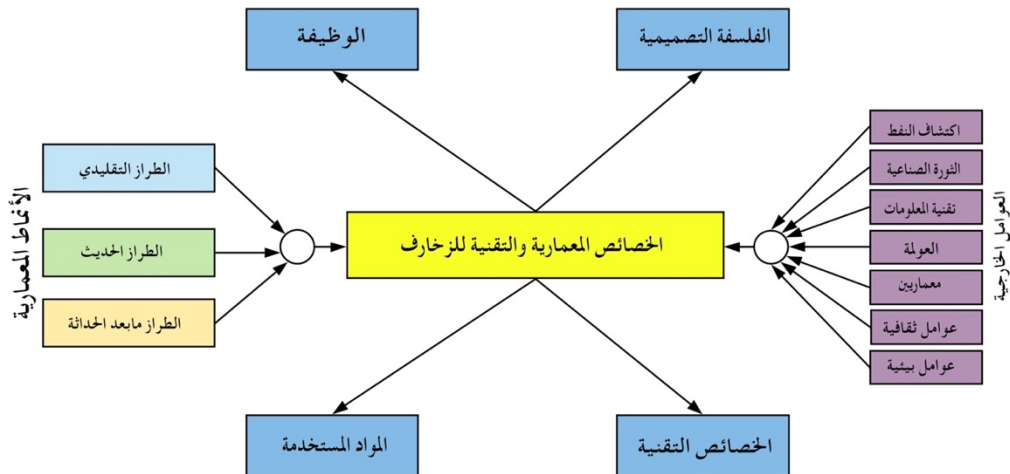 الفلسفة التصميمية
الوظيفة
العوامل الخارجية
اكتشاف النفط
الثورة الصناعية
تقنية المعلومات
العولمة
معماريين
عوامل ثقافية
عوامل بيئية
الخصائص المعمارية والتقنية للزخارف
الطراز التقليدي
الطراز الحديث
الطراز مابعد الحداثة
الأنماط المعمارية
الخصائص التقنية
المواد المستخدمة